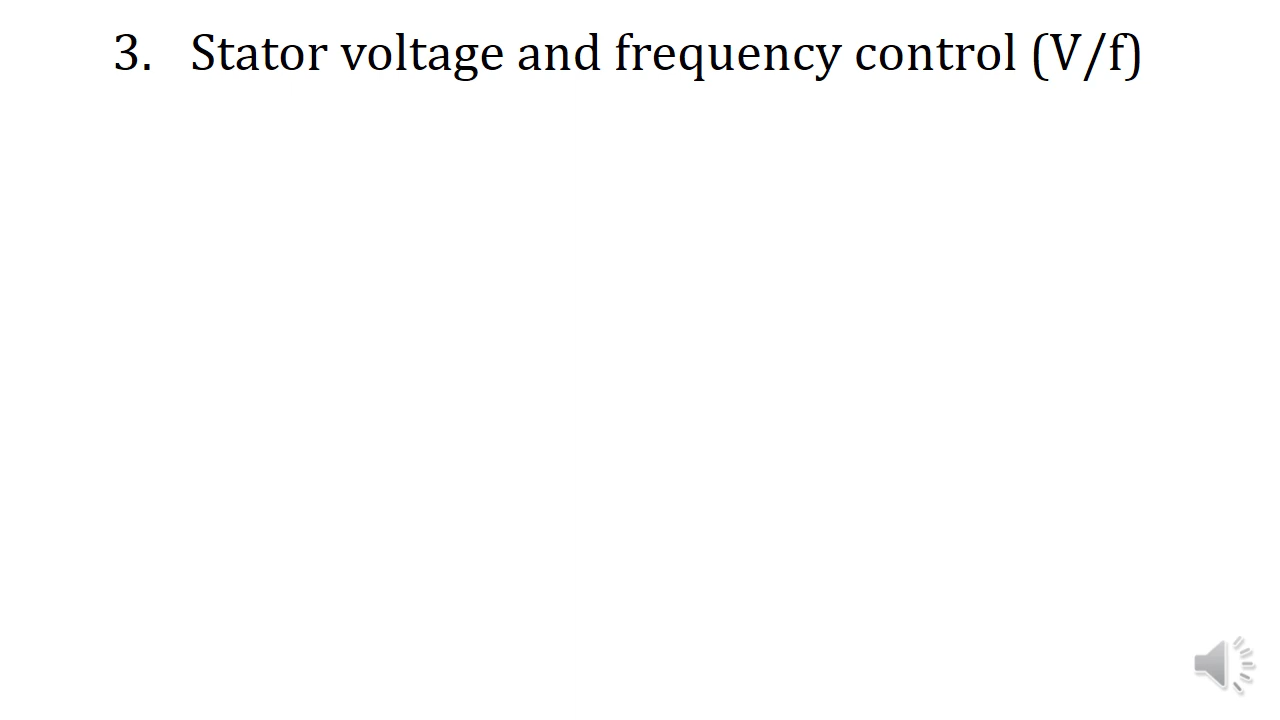 3. Stator voltage and frequency control (V/f)